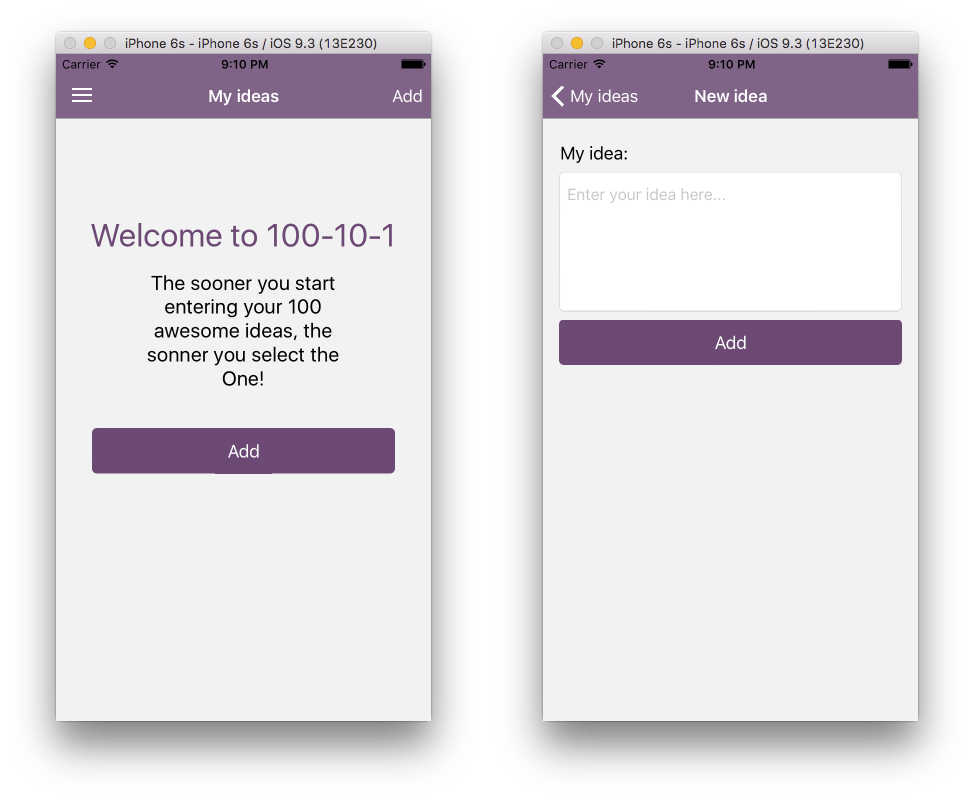 iPhone 6s - iPhone 6s / iOS 9.3 (13E230)
Carrier 9:10 PM
My ideas Add
Welcome to 100-10-1
The sooner you start
entering your 100
awesome ideas, the
sonner you select the
One!
Add
iPhone 6s - iPhone 6s / iOS 9.3 (13E230)
Carrier 9:10 PM
My ideas New idea
My idea:
Enter your idea here...
Add